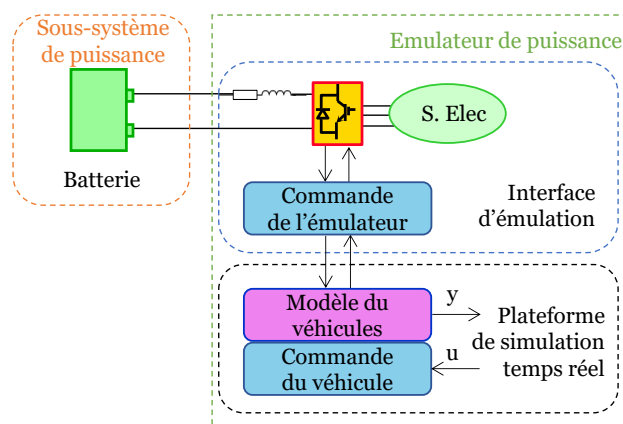 Sous-système
de puissance
Emulateur de puissance
S. Elec
Batterie
Commande
de l'émulateur
Interface
d'émulation
Modèle du
véhicules
y
Plateforme
de simulation
temps réel
Commande
du véhicule
u